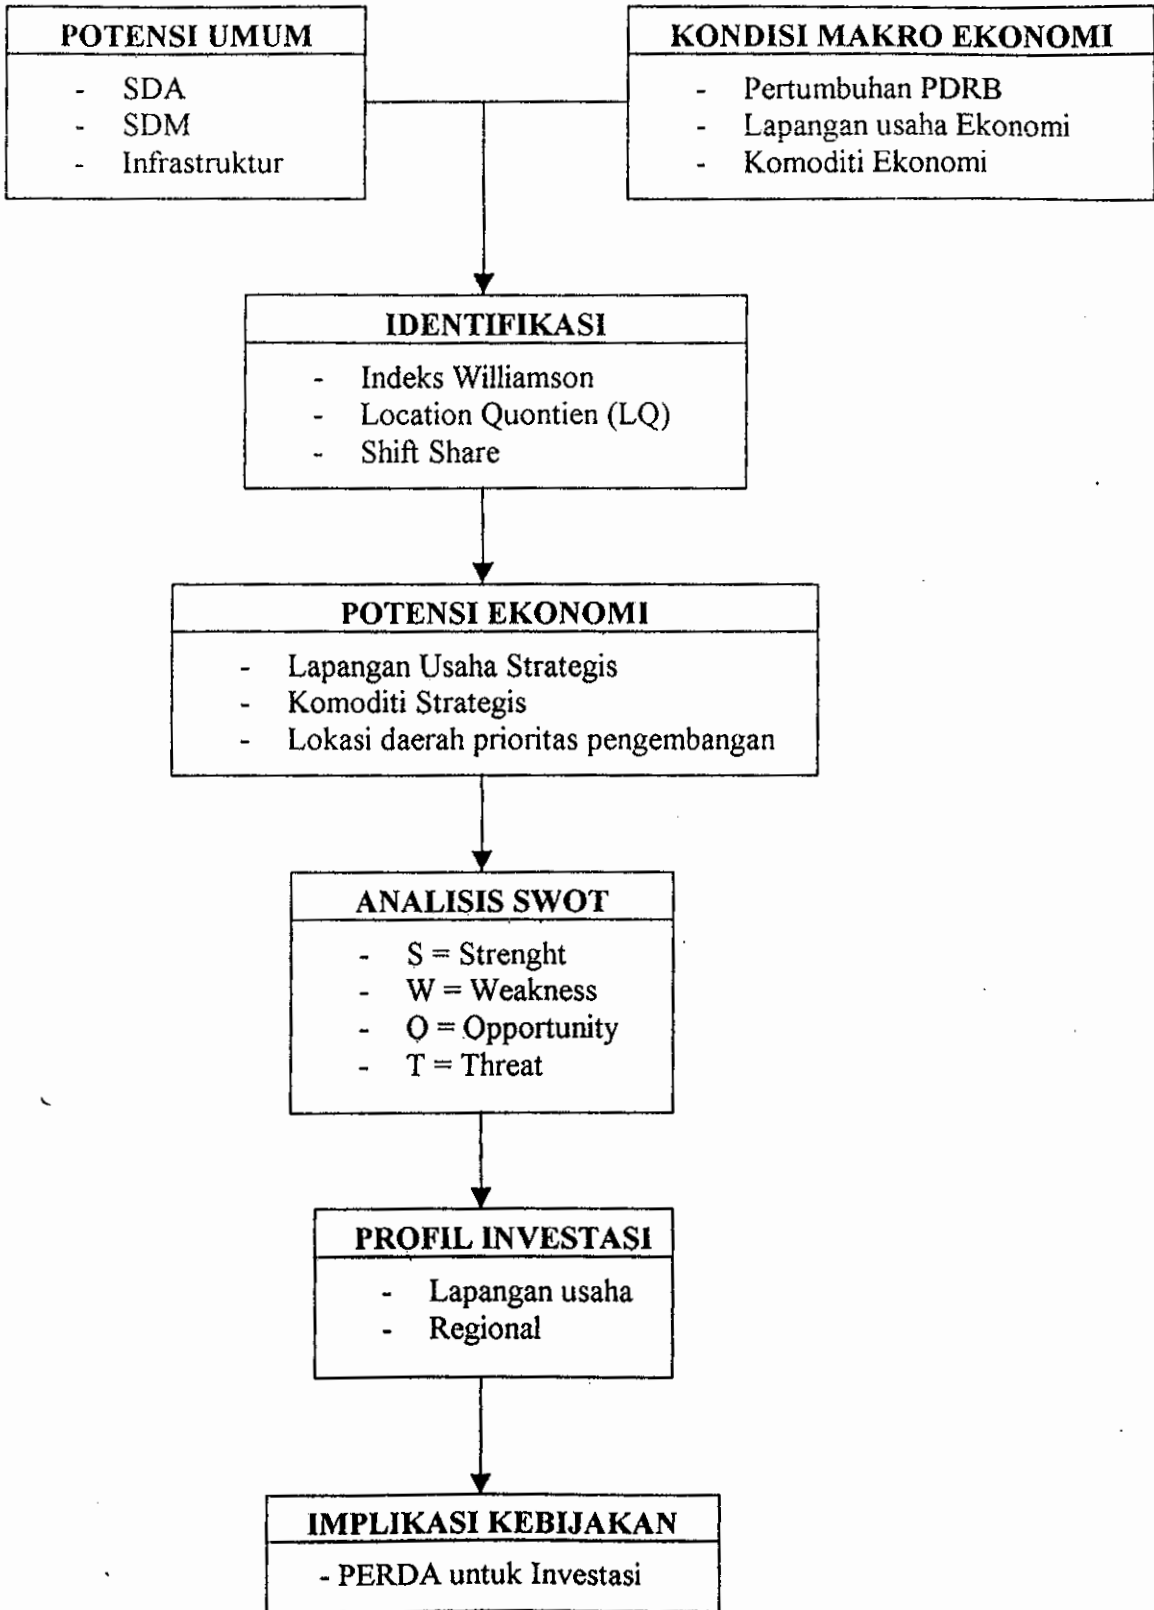 POTENSI UMUM
- SDA
- SDM
- Infrastruktur
KONDISI MAKRO EKONOMI
- Pertumbuhan PDRB
- Lapangan usaha Ekonomi
- Komoditi Ekonomi
IDENTIFIKASI
- Indeks Williamson
- Location Quontien (LQ)
- Shift Share
POTENSI EKONOMI
- Lapangan Usaha Strategis
- Komoditi Strategis
- Lokasi daerah prioritas pengembangan
ANALISIS SWOT
- S = Strenght
- W = Weakness
- O = Opportunity
- T = Threat
PROFIL INVESTASI
- Lapangan usaha
- Regional
IMPLIKASI KEBIJAKAN
- PERDA untuk Investasi